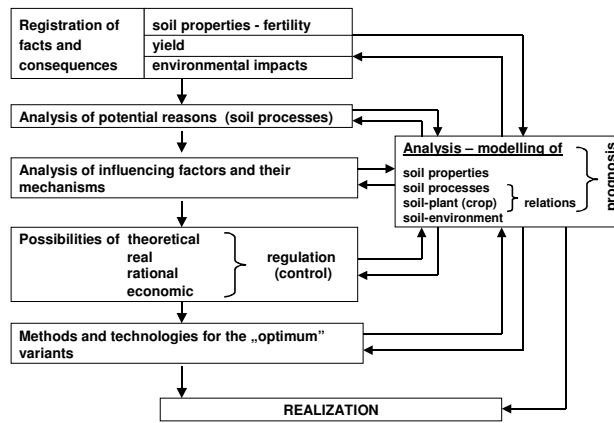 Registration of facts and consequences
soil properties - fertility
yield
environmental impacts
Analysis of potential reasons (soil processes)
Analysis of influencing factors and their
mechanisms
Possibilities of theoretical
real
rational
economic
regulation
(control)
Methods and technologies for the „optimum”
variants
REALIZATION
Analysis – modelling of
soil properties
soil processes
soil-plant (crop)
soil-environment
relations
prognosis